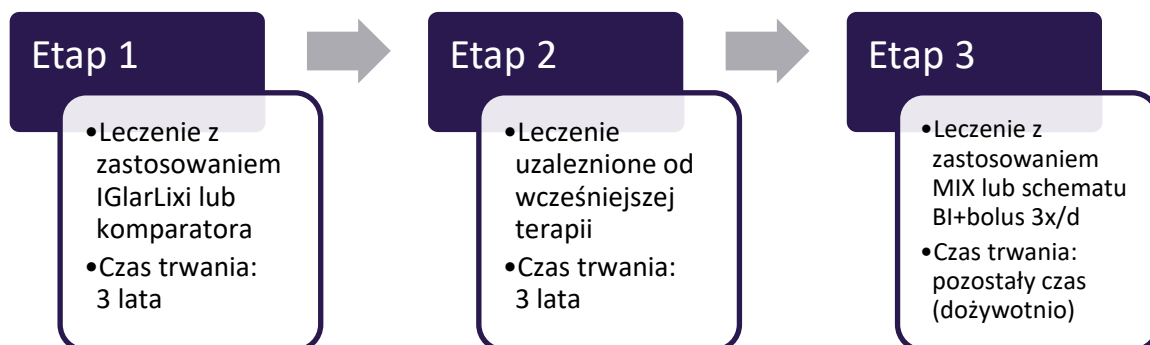 Etap 1
•Leczenie z
zastosowaniem
IGlarLixi lub
komparatora
•Czas trwania:
3 lata
Etap 2
•Leczenie
uzaleznione od
wcześniejszej
terapii
•Czas trwania:
3 lata
Etap 3
•Leczenie z
zastosowaniem
MIX lub schematu
BI+bolus 3x/d
•Czas trwania:
pozostały czas
(dożywotnio)